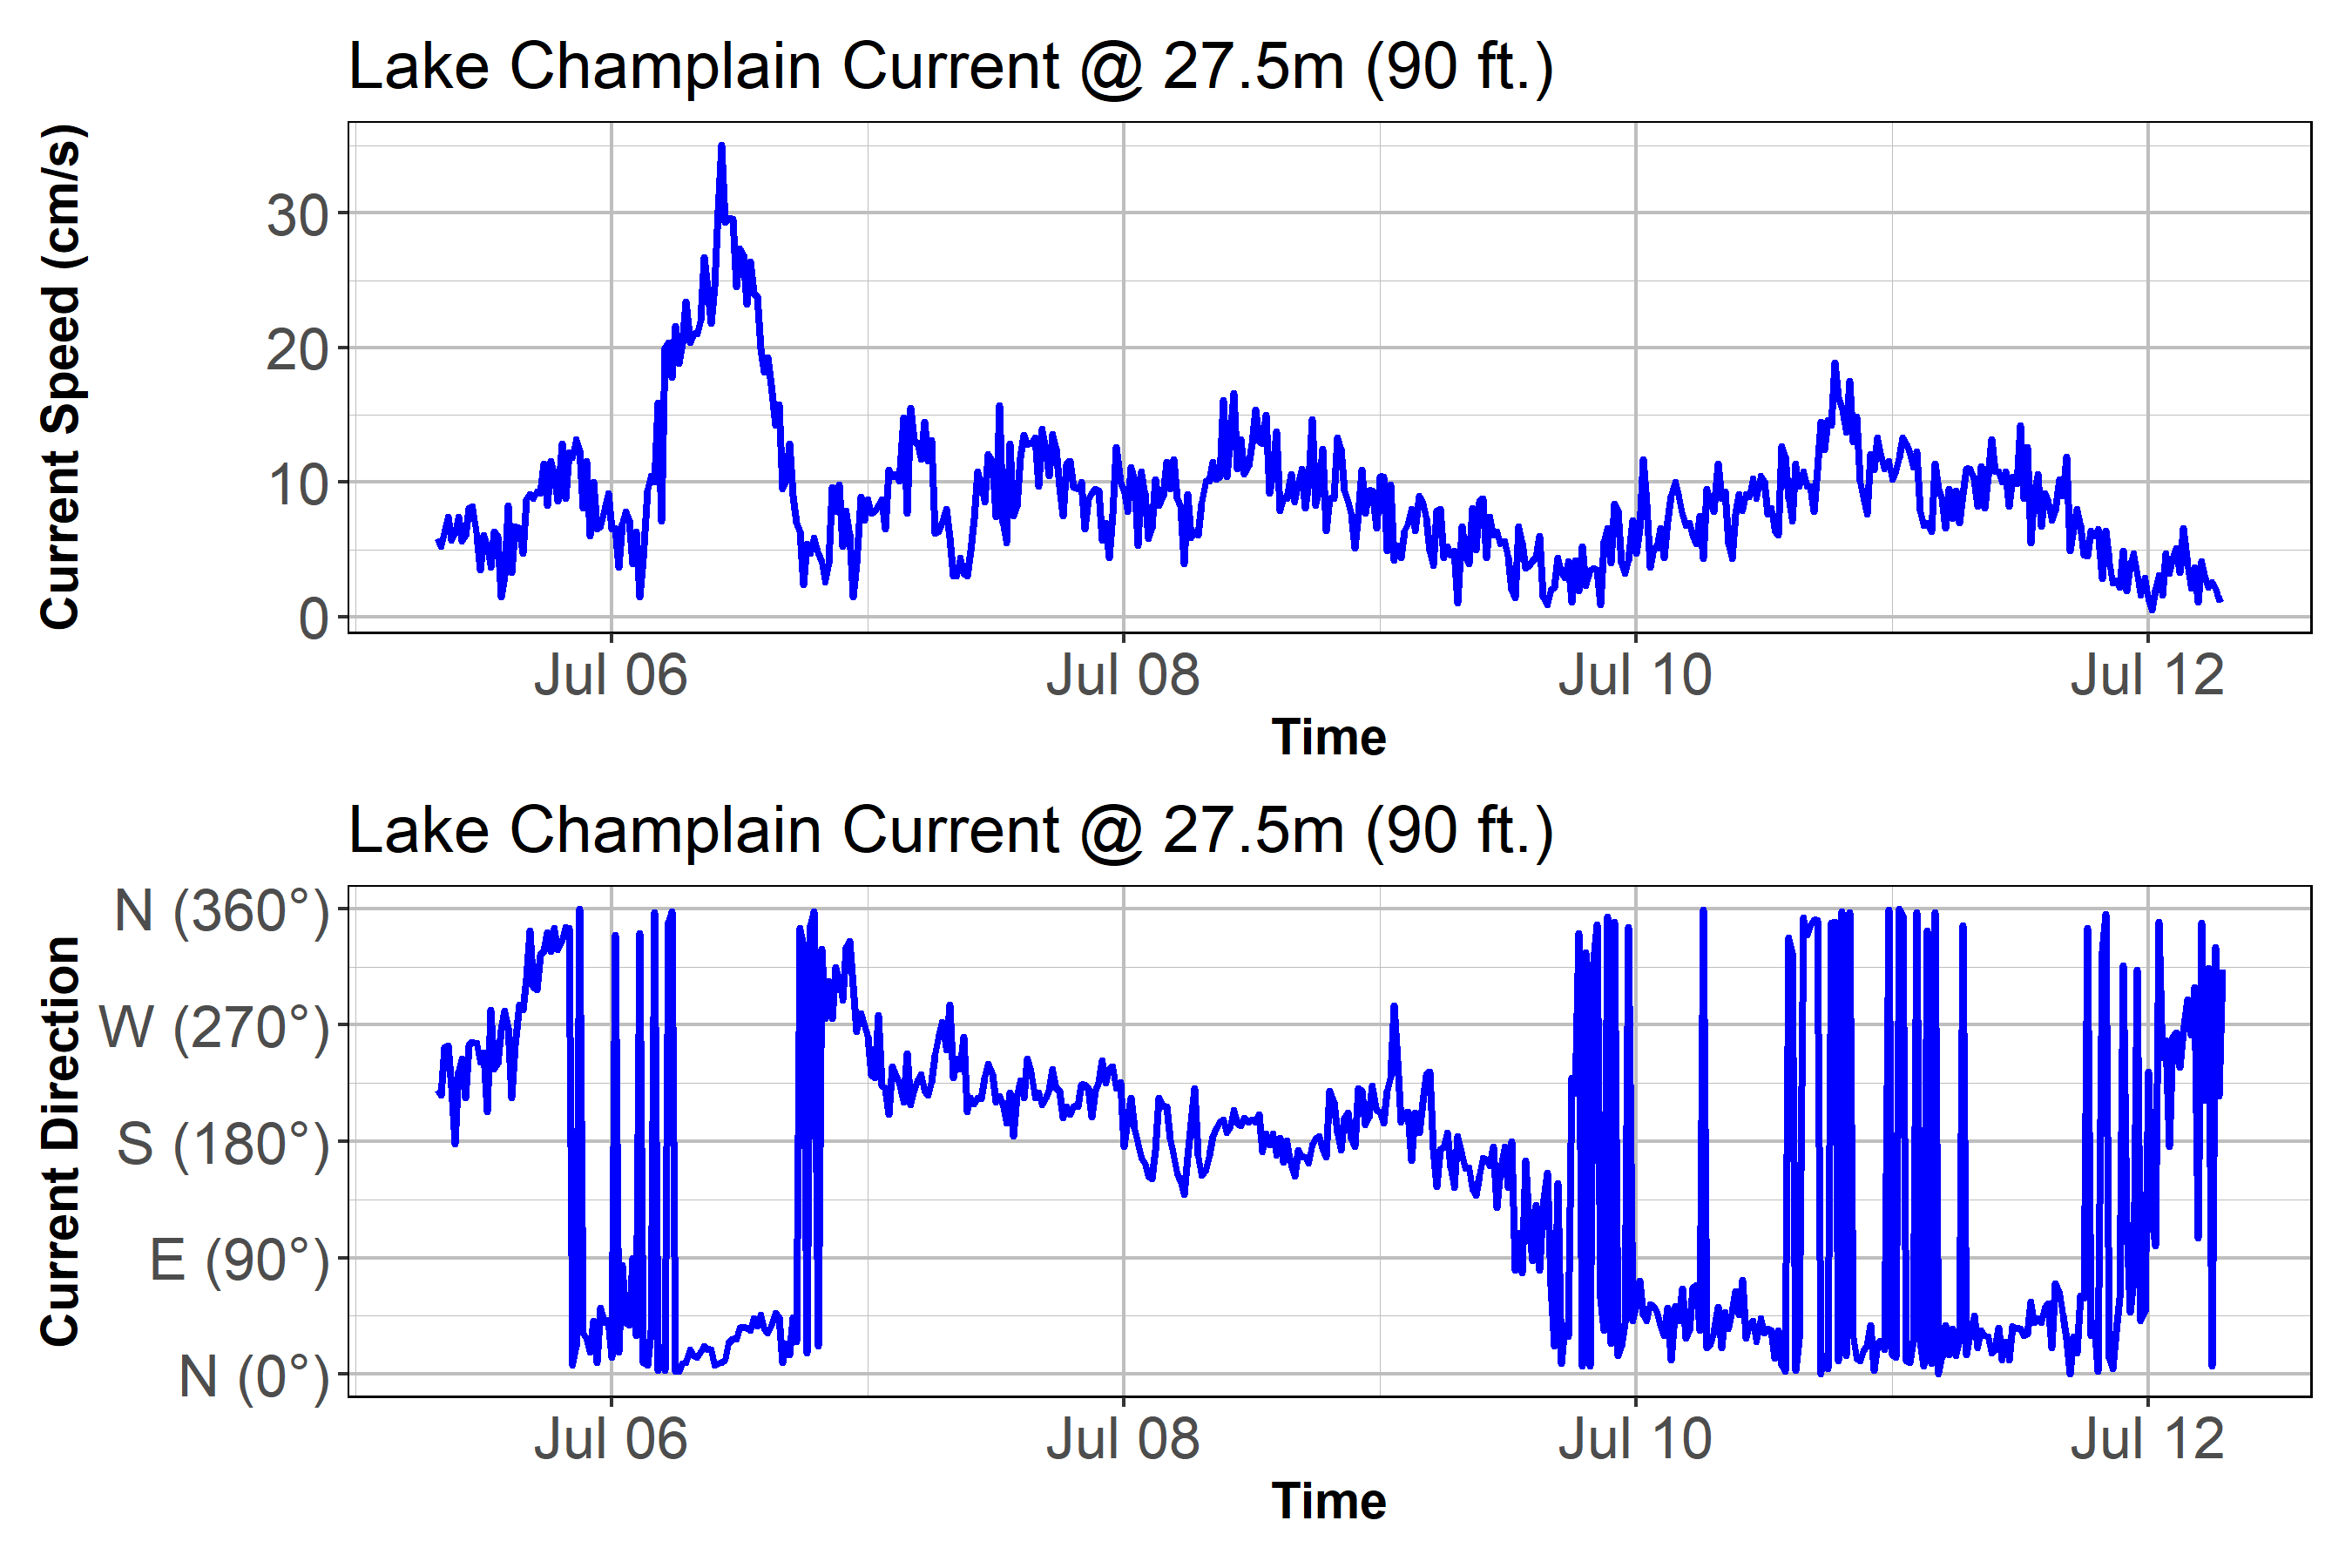 Lake Champlain Current @ 27.5m (90 ft.)
Current Speed (cm/s)
30
20
10
0
Jul 06 Jul 08 Jul 10 Jul 12
Time
Lake Champlain Current @ 27.5m (90 ft.)
Current Direction
N (360°)
W (270°)
S (180°)
E (90°)
N (0°)
Jul 06 Jul 08 Jul 10 Jul 12
Time